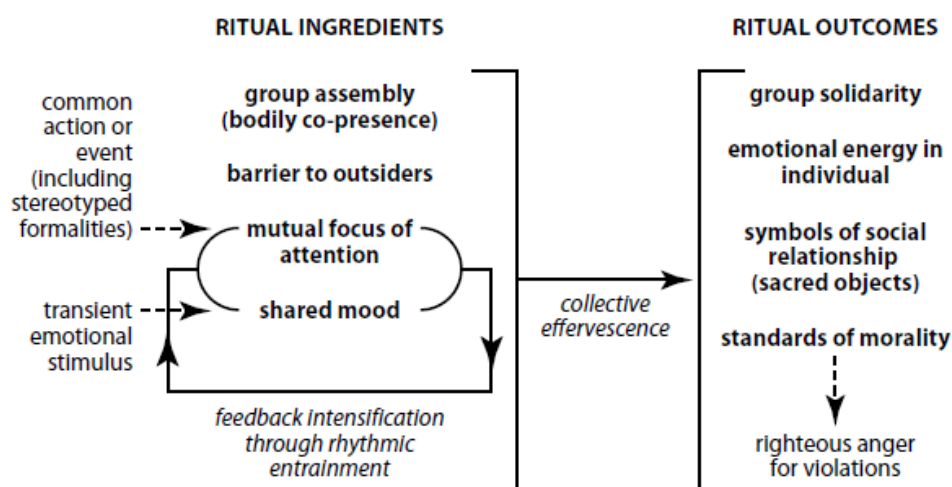 RITUAL INGREDIENTS
RITUAL OUTCOMES
common
action or
event
(including
stereotyped
formalities)
transient
emotional
stimulus
group assembly
(bodily co-presence)
barrier to outsiders
mutual focus of
attention
shared mood
feedback intensification
through rhythmic
entrainment
collective
effervescence
group solidarity
emotional energy in
individual
symbols of social
relationship
(sacred objects)
standards of morality
righteous anger
for violations